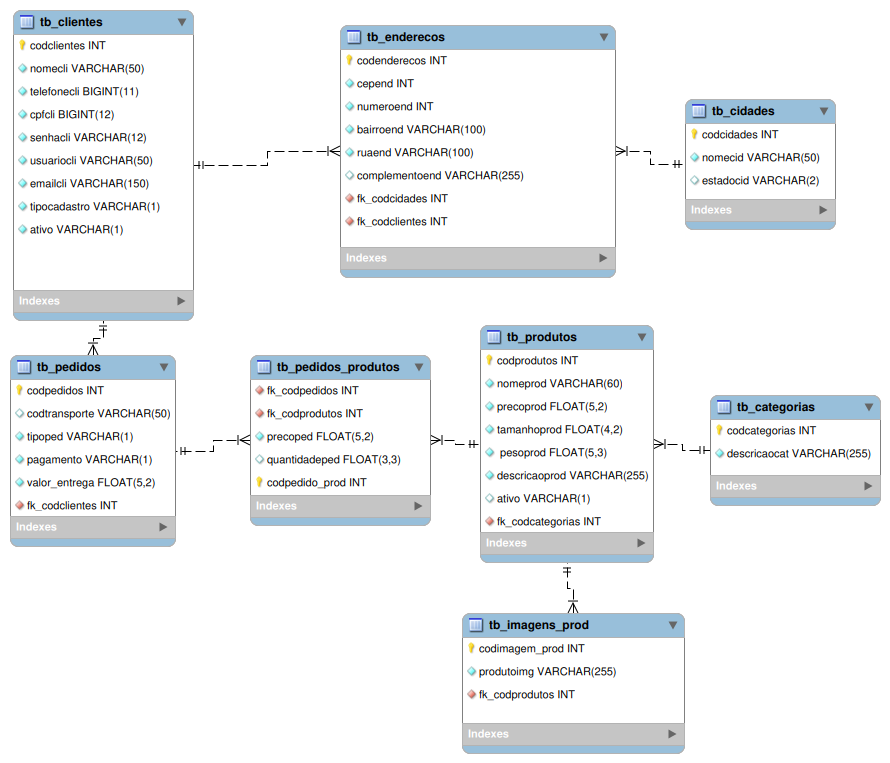 tb_clientes
codclientes INT
nomecli VARCHAR(50)
telefonecli BIGINT(11)
cpfcli BIGINT(12)
senhacli VARCHAR(12)
usuariocli VARCHAR(50)
emailcli VARCHAR(150)
tipocadastro VARCHAR(1)
ativo VARCHAR(1)
Indexes
tb_enderecos
codenderecos INT
cepend INT
numeroend INT
bairroend VARCHAR(100)
ruaend VARCHAR(100)
complementoend VARCHAR(255)
fk_codcidades INT
fk_codclientes INT
Indexes
tb_cidades
codcidades INT
nomecid VARCHAR(50)
estadocid VARCHAR(2)
Indexes
tb_pedidos
codpedidos INT
codtransporte VARCHAR(50)
tipoped VARCHAR(1)
pagamento VARCHAR(1)
valor_entrega FLOAT(5,2)
fk_codclientes INT
Indexes
tb_pedidos_produtos
fk_codpedidos INT
fk_codprodutos INT
precoped FLOAT(5,2)
quantidadeped FLOAT(3,3)
codpedido_prod INT
Indexes
tb_produtos
codprodutos INT
nomeprod VARCHAR(60)
precoprod FLOAT(5,2)
tamanhoprod FLOAT(4,2)
pesoprod FLOAT(5,3)
descricaoprod VARCHAR(255)
ativo VARCHAR(1)
fk_codcategorias INT
Indexes
tb_categorias
codcategorias INT
descricaocat VARCHAR(255)
Indexes
tb_imagens_prod
codimagem_prod INT
produtoimg VARCHAR(255)
fk_codprodutos INT
Indexes